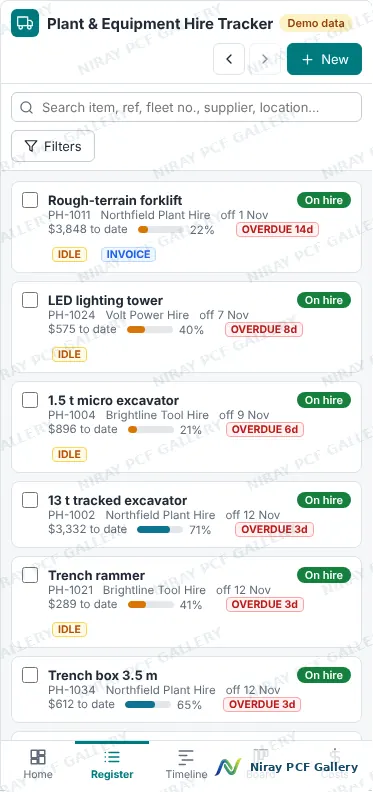 Plant & Equipment Hire Tracker Demo data
New
Search item, ref, fleet no., supplier, location...
Filters
Rough-terrain forklift On hire
PH-1011 Northfield Plant Hire off 1 Nov
$3,848 to date 22% OVERDUE 14d
IDLE INVOICE
LED lighting tower On hire
PH-1024 Volt Power Hire off 7 Nov
$575 to date 40% OVERDUE 8d
IDLE
1.5 t micro excavator On hire
PH-1004 Brightline Tool Hire off 9 Nov
$896 to date 21% OVERDUE 6d
IDLE
13 t tracked excavator On hire
PH-1002 Northfield Plant Hire off 12 Nov
$3,332 to date 71% OVERDUE 3d
Trench rammer On hire
PH-1021 Brightline Tool Hire off 12 Nov
$289 to date 41% OVERDUE 3d
IDLE
Trench box 3.5 m On hire
PH-1034 Northfield Plant Hire off 12 Nov
$612 to date 65% OVERDUE 3d
Home Register Timeline Board Costs
Niray PCF Gallery
NIRAY PCF GALLERY